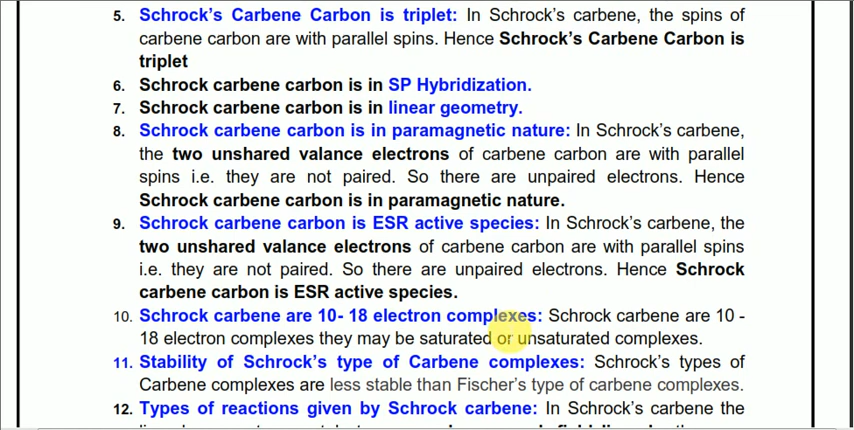 5. Schrock's Carbene Carbon is triplet: In Schrock's carbene, the spins of
carbene carbon are with parallel spins. Hence Schrock's Carbene Carbon is
triplet
6. Schrock carbene carbon is in SP Hybridization.
7. Schrock carbene carbon is in linear geometry.
8. Schrock carbene carbon is in paramagnetic nature: In Schrock's carbene,
the two unshared valance electrons of carbene carbon are with parallel
spins i.e. they are not paired. So there are unpaired electrons. Hence
Schrock carbene carbon is in paramagnetic nature.
9. Schrock carbene carbon is ESR active species: In Schrock's carbene, the
two unshared valance electrons of carbene carbon are with parallel spins
i.e. they are not paired. So there are unpaired electrons. Hence Schrock
carbene carbon is ESR active species.
10. Schrock carbene are 10- 18 electron complexes: Schrock carbene are 10 -
18 electron complexes they may be saturated or unsaturated complexes.
11. Stability of Schrock's type of Carbene complexes: Schrock's types of
Carbene complexes are less stable than Fischer's type of carbene complexes.
12. Types of reactions given by Schrock carbene: In Schrock's carbene the